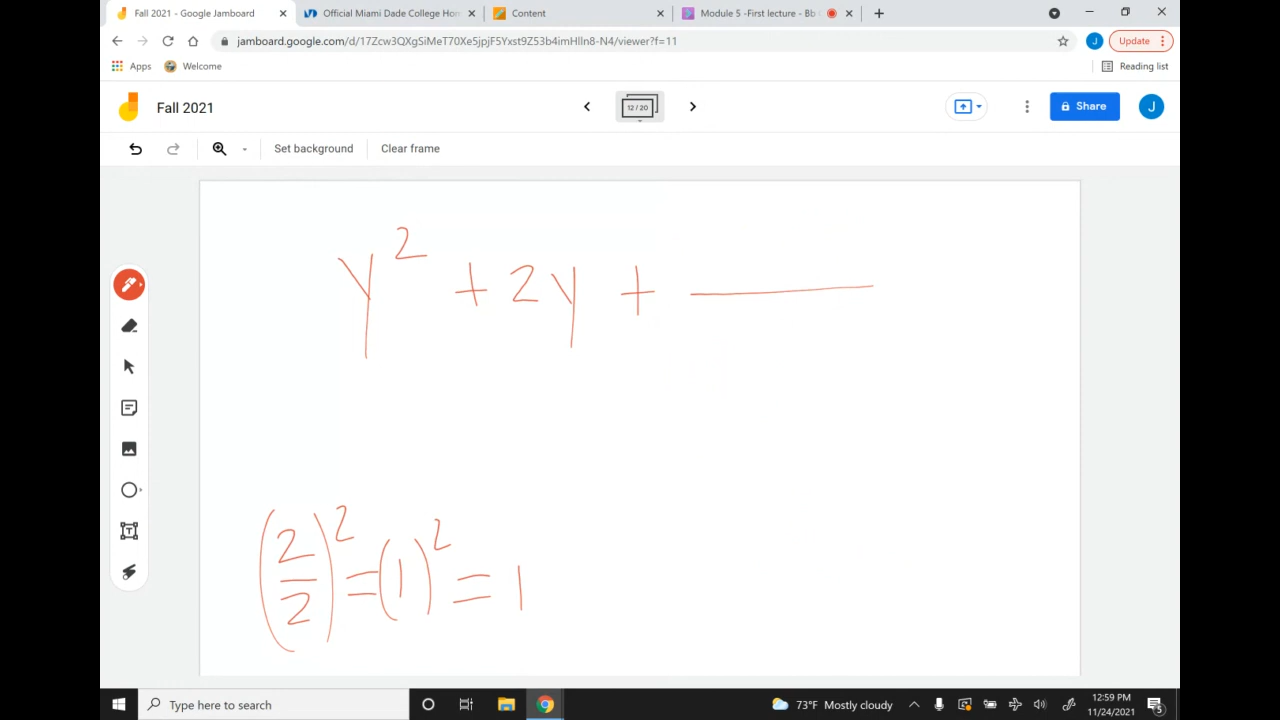 Fall 2021 - Google Jamboard
Official Miami Dade College Hom
Content
Module 5 -First lecture - Bb
jamboard.google.com/d/17Zcw3QXgSiMeT70Xe5jpjF5Yxst9Z53b4imHlln8-N4/viewer?f=11
J
Update
Apps
Welcome
Reading list
Fall 2021
12 / 20
Share
J
Set background
Clear frame
y² + 2y + ______
(2/2)² = (1)² = 1
Type here to search
73°F Mostly cloudy
12:59 PM
11/24/2021
5